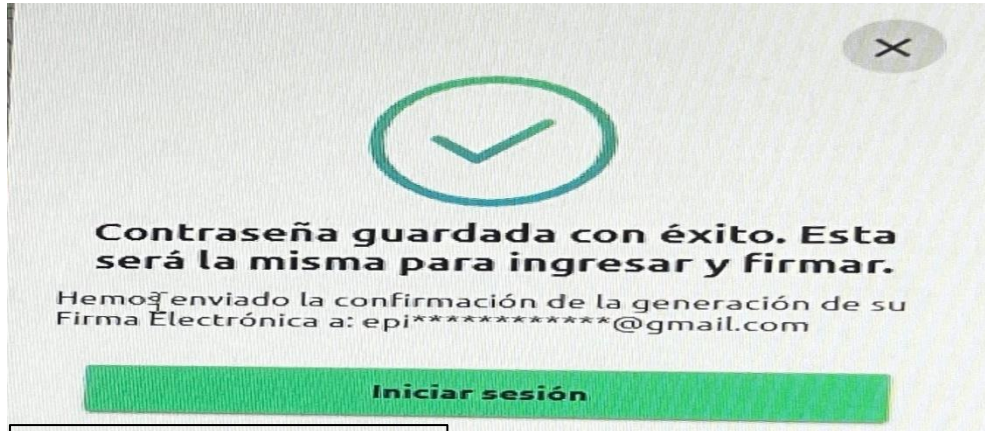 Contraseña guardada con éxito. Esta
será la misma para ingresar y firmar.
Hemos enviado la confirmación de la generación de su
Firma Electrónica a: epi************@gmail.com
Iniciar sesión